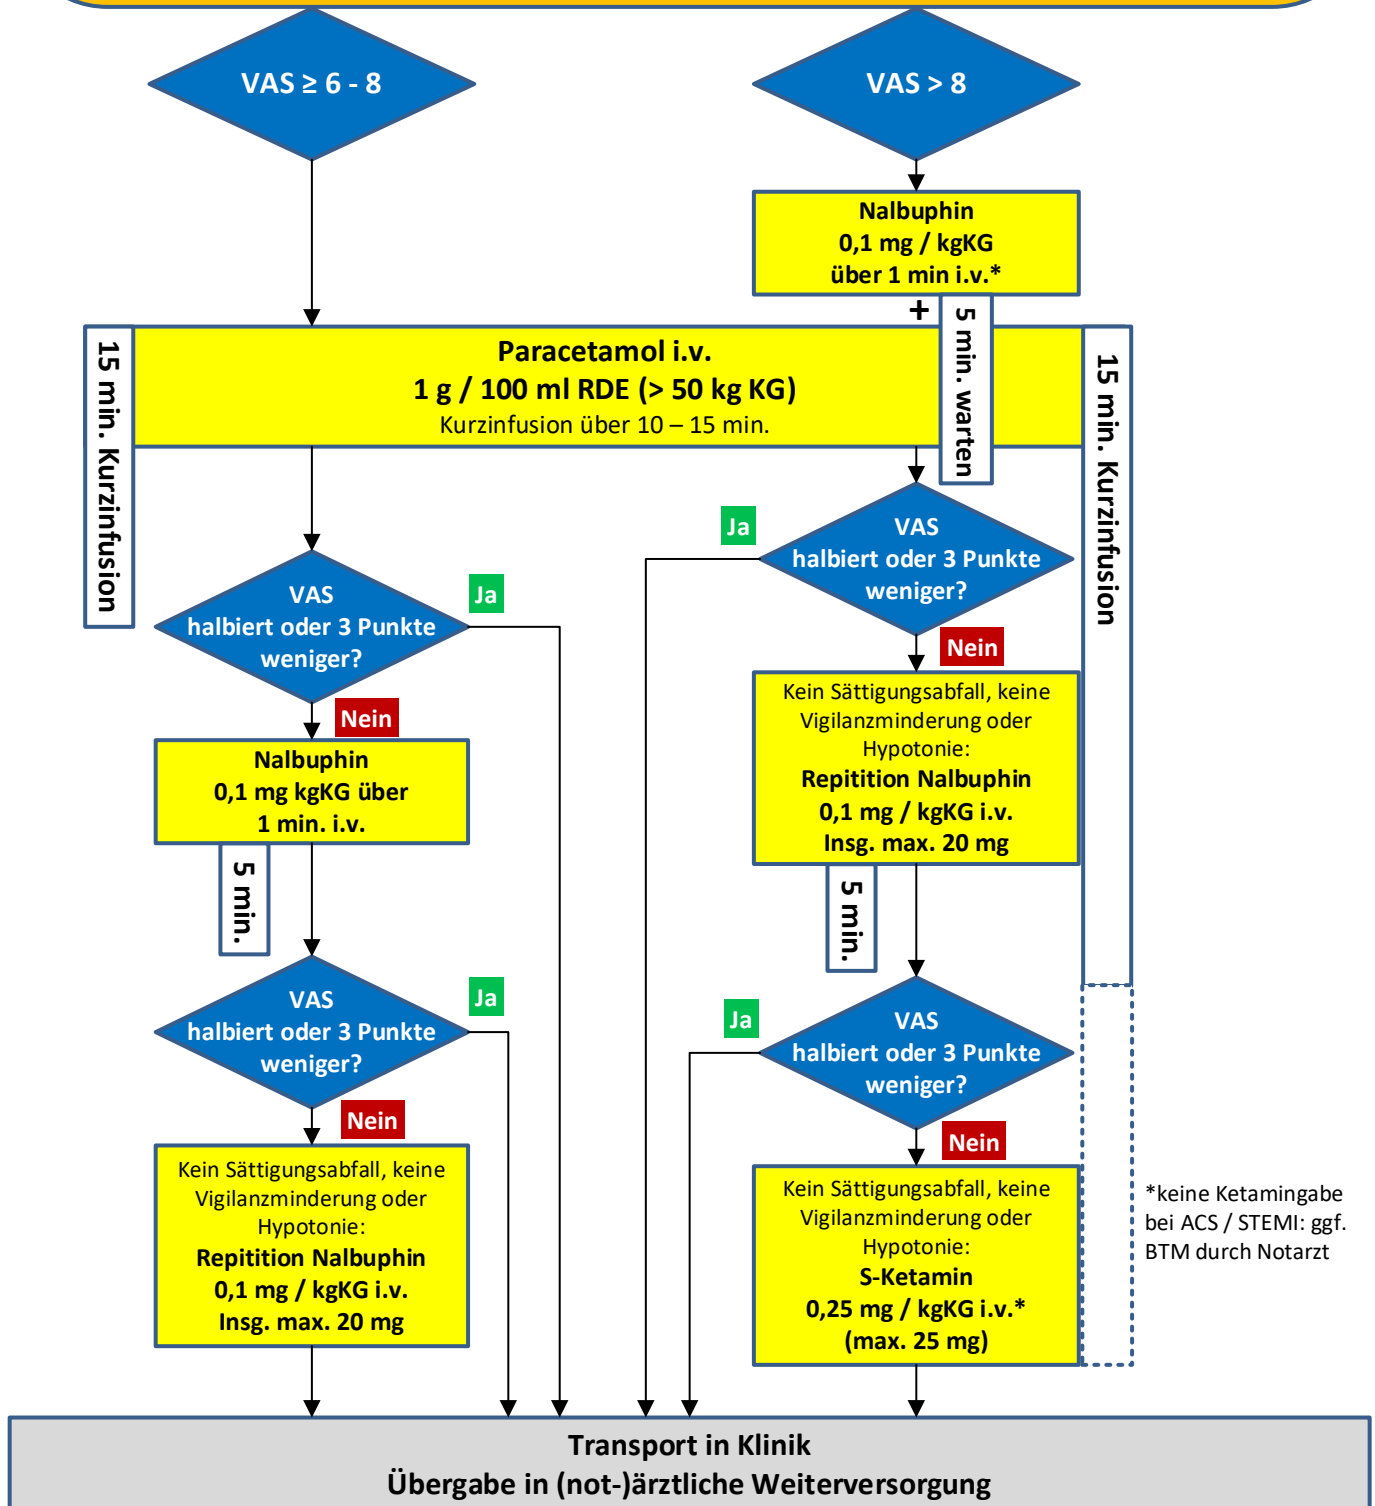 VAS ≥ 6 - 8
VAS > 8
Nalbuphin
0,1 mg / kgKG
über 1 min i.v.*
+
5 min. warten
15 min. Kurzinfusion
Paracetamol i.v.
1 g / 100 ml RDE (> 50 kg KG)
Kurzinfusion über 10 – 15 min.
15 min. Kurzinfusion
VAS
halbiert oder 3 Punkte
weniger?
Ja
Nein
Nalbuphin
0,1 mg kgKG über
1 min. i.v.
5 min.
VAS
halbiert oder 3 Punkte
weniger?
Ja
Nein
Kein Sättigungsabfall, keine
Vigilanzminderung oder
Hypotonie:
Repitition Nalbuphin
0,1 mg / kgKG i.v.
Insg. max. 20 mg
VAS
halbiert oder 3 Punkte
weniger?
Ja
Nein
Kein Sättigungsabfall, keine
Vigilanzminderung oder
Hypotonie:
Repitition Nalbuphin
0,1 mg / kgKG i.v.
Insg. max. 20 mg
5 min.
VAS
halbiert oder 3 Punkte
weniger?
Ja
Nein
Kein Sättigungsabfall, keine
Vigilanzminderung oder
Hypotonie:
S-Ketamin
0,25 mg / kgKG i.v.*
(max. 25 mg)
*keine Ketamingabe
bei ACS / STEMI: ggf.
BTM durch Notarzt
Transport in Klinik
Übergabe in (not-)ärztliche Weiterversorgung